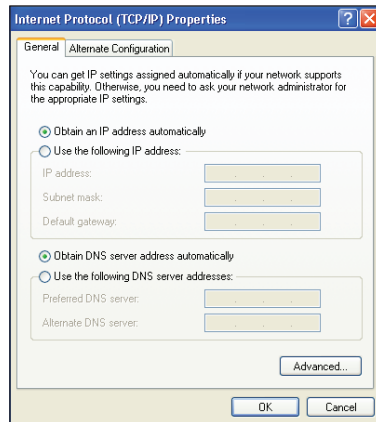 Internet Protocol (TCP/IP) Properties
General
Alternate Configuration
You can get IP settings assigned automatically if your network supports
this capability. Otherwise, you need to ask your network administrator for
the appropriate IP settings.
Obtain an IP address automatically
Use the following IP address:
IP address:
Subnet mask:
Default gateway:
Obtain DNS server address automatically
Use the following DNS server addresses:
Preferred DNS server:
Alternate DNS server:
Advanced...
OK
Cancel